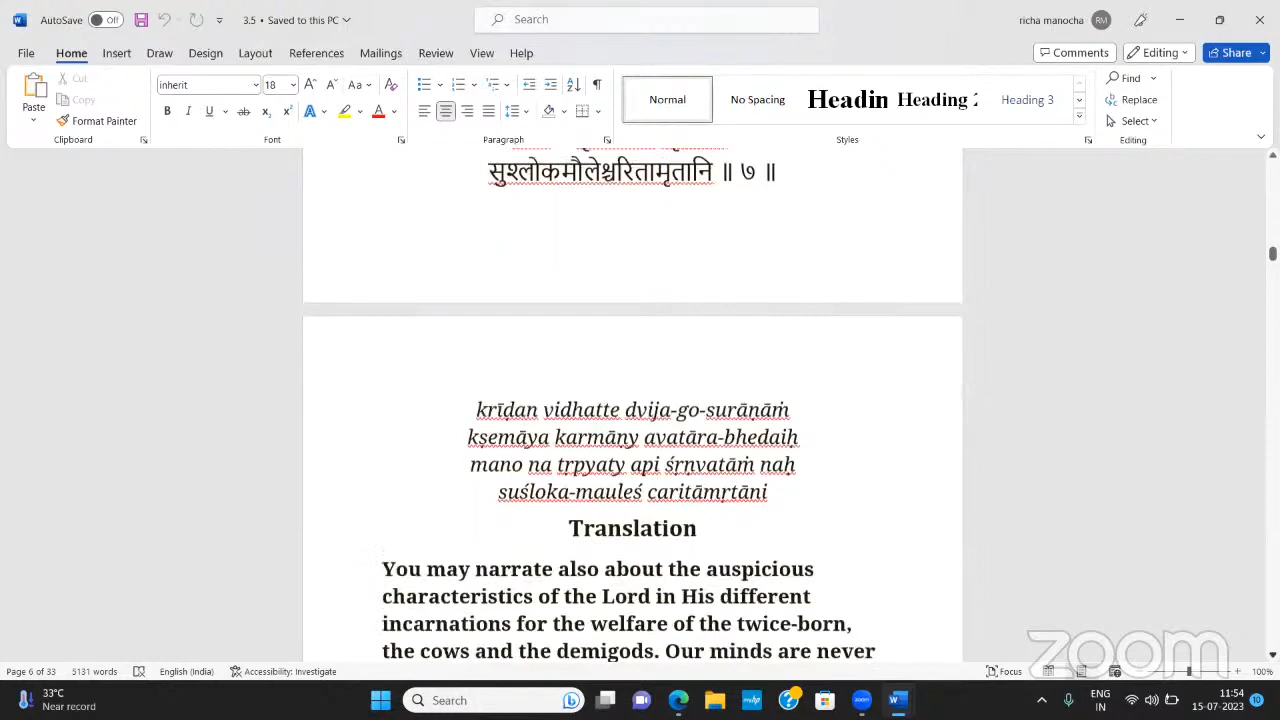 AutoSave Off 3.5 • Saved to this PC Search richa manocha RM
File Home Insert Draw Design Layout References Mailings Review View Help Comments Editing Share
Paste Cut Copy Format Painter
inherit 18
Normal No Spacing Headin Heading 2 Heading 3
Find Replace Select
Clipboard Font Paragraph Styles
सुश्लोकमौलेश्चरितामृतानि ॥ ७ ॥
krīḍan vidhatte dvija-go-surāṇāṁ
kṣemāya karmāṇy avatāra-bhedaiḥ
mano na tṛpyaty api śṛṇvatāṁ naḥ
suśloka-mauleś caritāmṛtāni
Translation
You may narrate also about the auspicious
characteristics of the Lord in His different
incarnations for the welfare of the twice-born,
the cows and the demigods. Our minds are never
zoom
Page 6 of 33 5131 words English (India) Accessibility: Investigate Focus 100%
33°C
Near record
Search
ENG
IN
11:54
15-07-2023